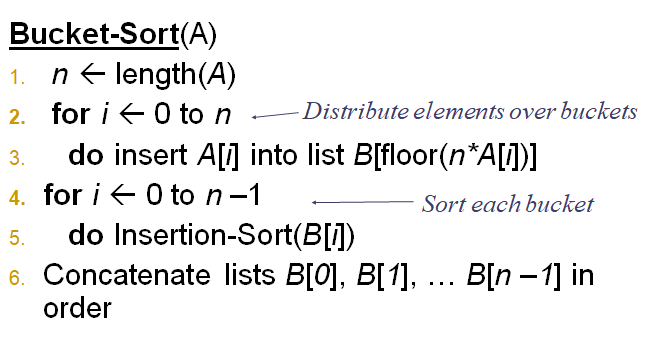 Bucket-Sort(A)
1. n ← length(A)
2. for i ← 0 to n Distribute elements over buckets
3. do insert A[i] into list B[floor(n*A[i])]
4. for i ← 0 to n –1 Sort each bucket
5. do Insertion-Sort(B[i])
6. Concatenate lists B[0], B[1], … B[n –1] in
order